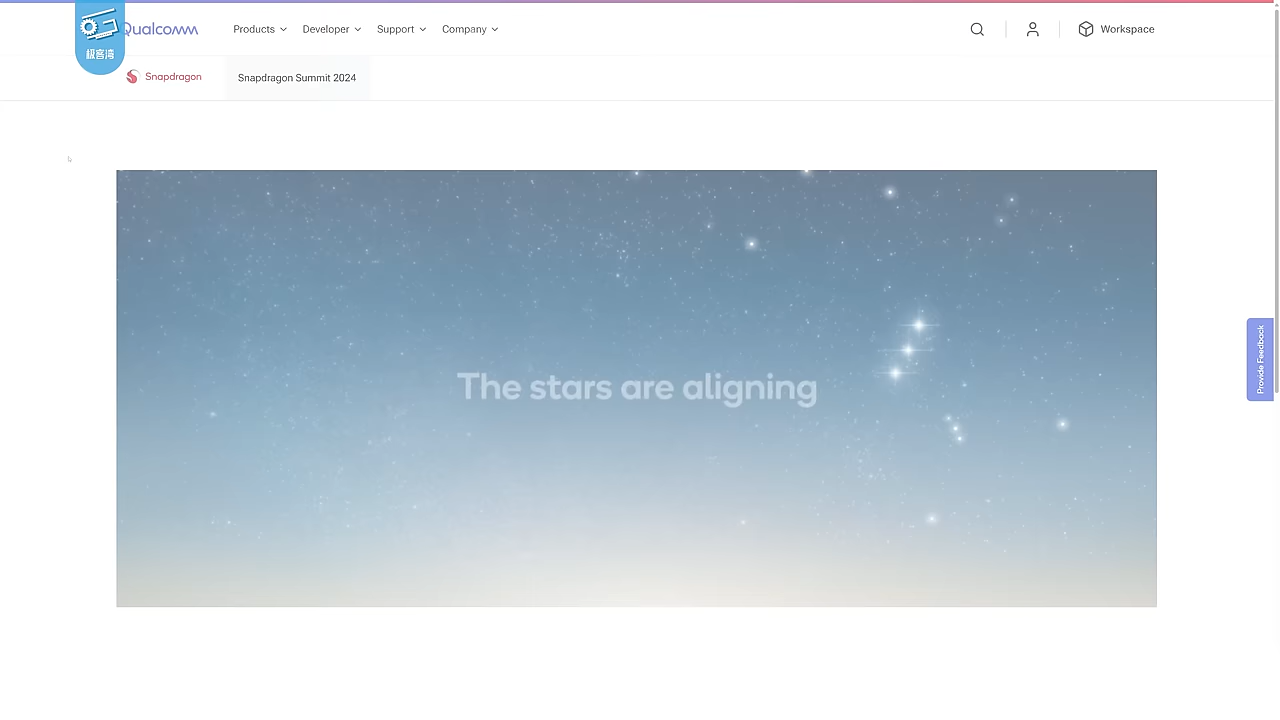 极客湾
Qualcomm
Products
Developer
Support
Company
Workspace
Snapdragon
Snapdragon Summit 2024
The stars are aligning
Provide Feedback